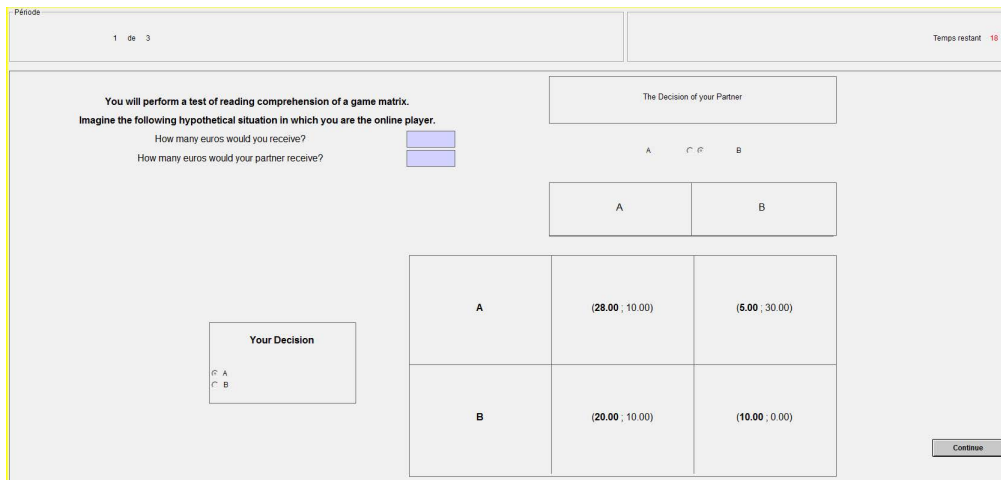 Période
1 de 3
Temps restant 18
You will perform a test of reading comprehension of a game matrix.
Imagine the following hypothetical situation in which you are the online player.
How many euros would you receive?
How many euros would your partner receive?
The Decision of your Partner
A B
A B
A (28.00 ; 10.00) (5.00 ; 30.00)
Your Decision
A
B
B (20.00 ; 10.00) (10.00 ; 0.00)
Continue